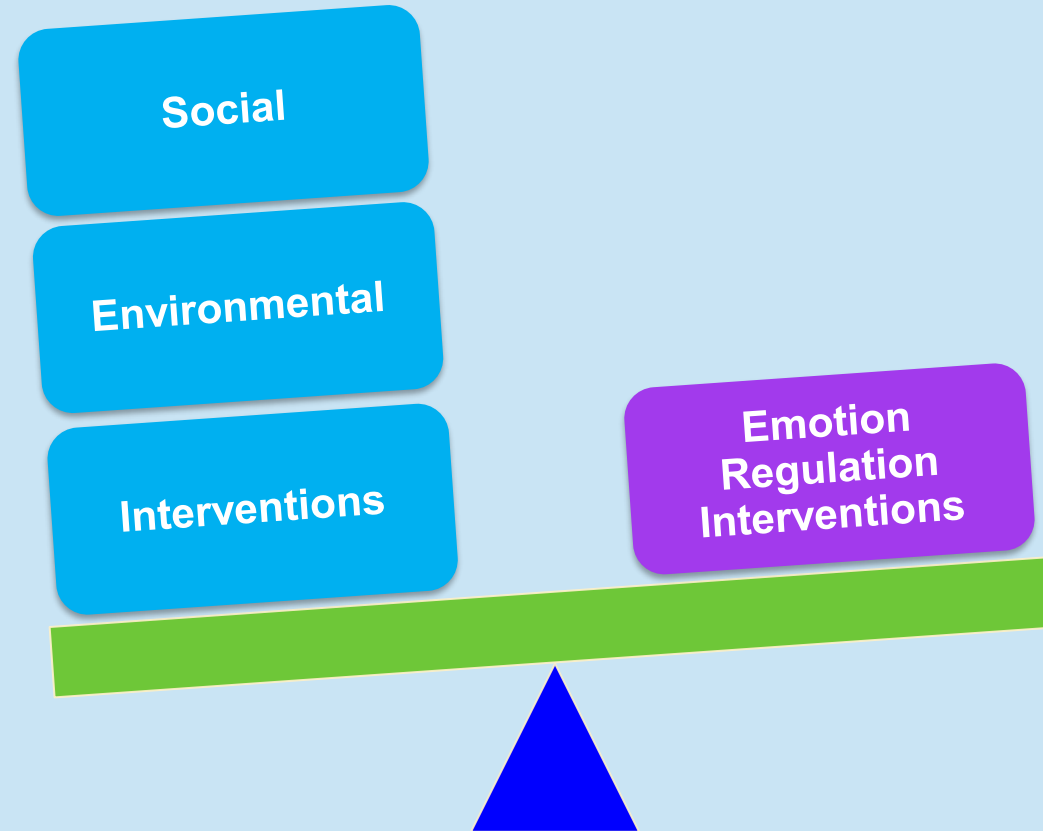 Social
Environmental
Interventions
Emotion
Regulation
Interventions